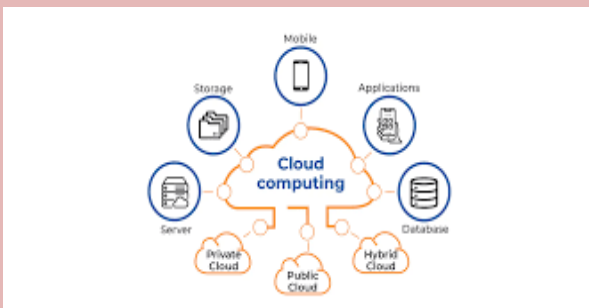 Mobile
Storage
Applications
Cloud
computing
Server
Database
Private
Cloud
Public
Cloud
Hybrid
Cloud